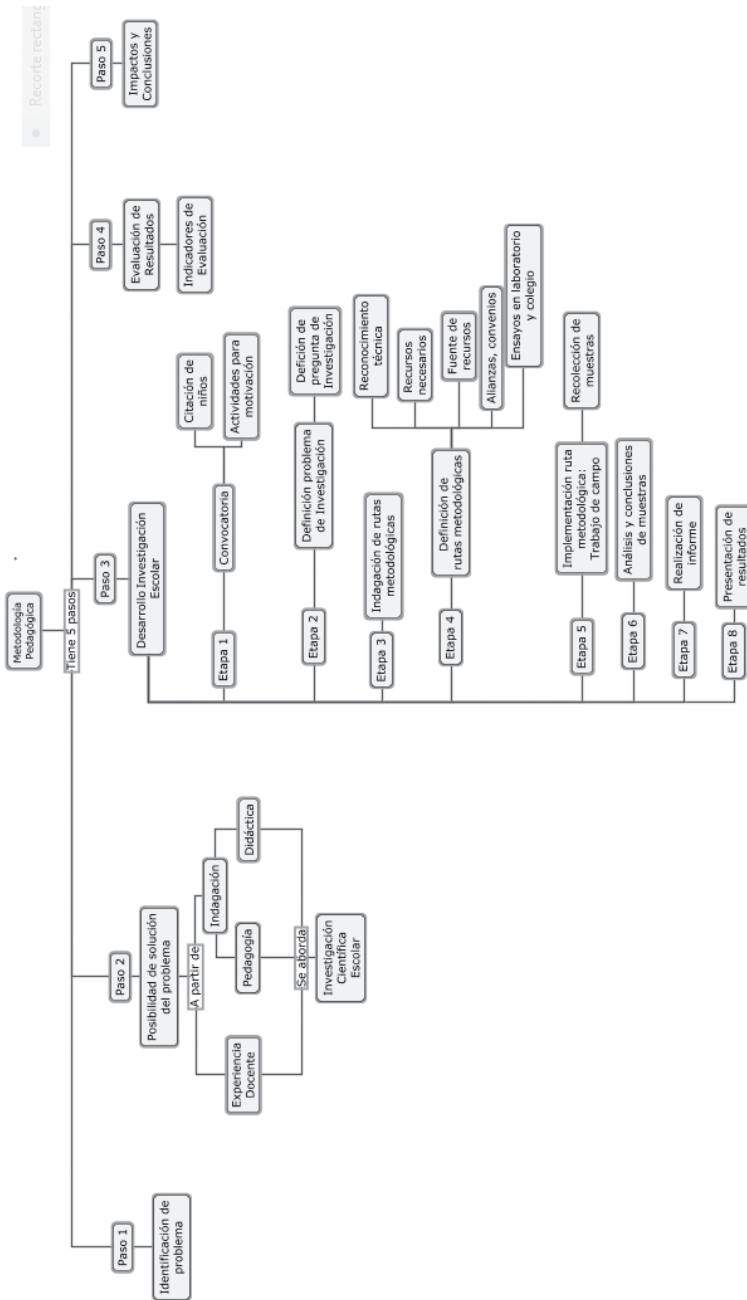 Recorte rectang
Metodología
Pedagógica
Tiene 5 pasos
Paso 1
Identificación de
problema
Paso 2
Posibilidad de solución
del problema
A partir de
Experiencia
Docente
Indagación
Pedagogía
Didáctica
Se aborda
Investigación
Científica
Escolar
Paso 3
Desarrollo Investigación
Escolar
Etapa 1
Convocatoria
Citación de
niños
Actividades para
motivación
Etapa 2
Definición problema
de Investigación
Defición de
pregunta de
Investigación
Etapa 3
Indagación de rutas
metodológicas
Etapa 4
Definición de
rutas metodológicas
Reconocimiento
técnica
Recursos
necesarios
Fuente de
recursos
Alianzas, convenios
Ensayos en laboratorio
y colegio
Etapa 5
Implementación ruta
metodológica:
Trabajo de campo
Recolección de
muestras
Etapa 6
Análisis y conclusiones
de muestras
Etapa 7
Realización de
informe
Etapa 8
Presentación de
resultados
Paso 4
Evaluación de
Resultados
Indicadores de
Evaluación
Paso 5
Impactos y
Conclusiones